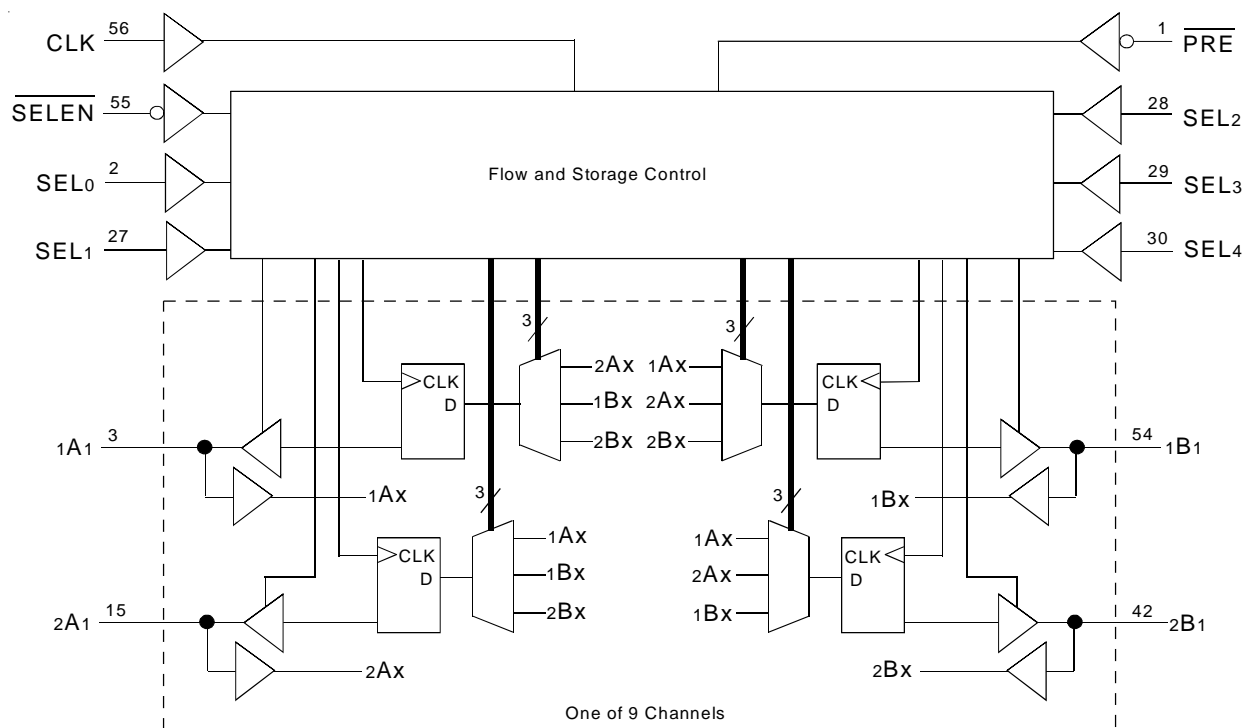 CLK 56
1 PRE
SELEN 55
28 SEL2
SEL0 2
Flow and Storage Control
29 SEL3
SEL1 27
30 SEL4
3 3
CLK
D
2Ax
1Bx
2Bx
1Ax
2Ax
2Bx
CLK
D
1A1 3
54 1B1
1Ax
3
3
1Bx
CLK
D
1Ax
1Bx
2Bx
1Ax
2Ax
1Bx
CLK
D
2A1 15
42 2B1
2Ax
2Bx
One of 9 Channels